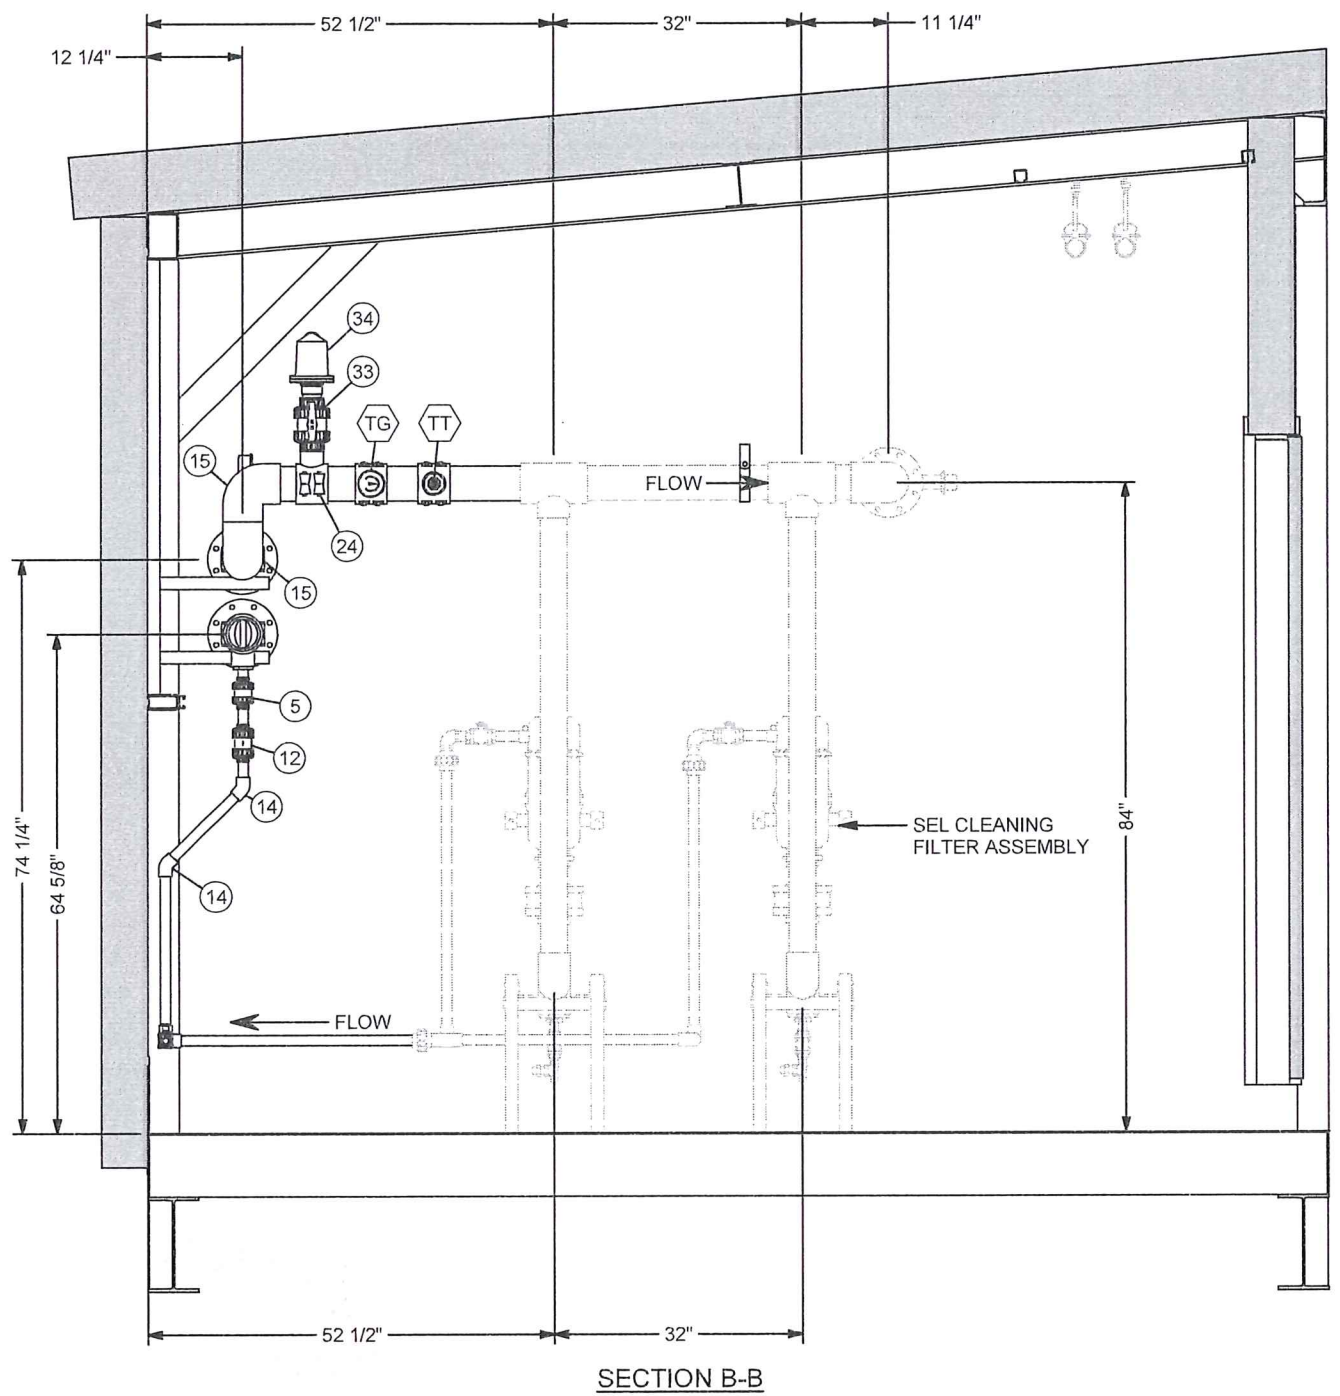 52 1/2"
32"
11 1/4"
12 1/4"
34
33
TG
TT
15
FLOW
24
15
5
12
14
74 1/4"
64 5/8"
84"
SEL CLEANING
FILTER ASSEMBLY
14
FLOW
52 1/2"
32"
SECTION B-B